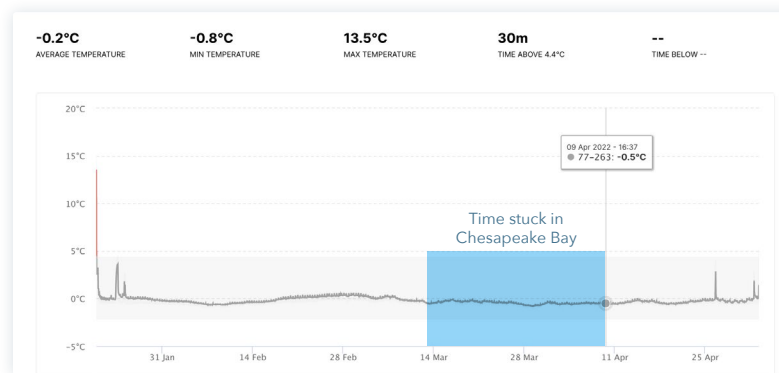 -0.2°C -0.8°C 13.5°C 30m --
AVERAGE TEMPERATURE MIN TEMPERATURE MAX TEMPERATURE TIME ABOVE 4.4°C TIME BELOW --
20°C
09 Apr 2022 - 16:37
77-263: -0.5°C
15°C
10°C
Time stuck in
Chesapeake Bay
5°C
0°C
-5°C
31 Jan 14 Feb 28 Feb 14 Mar 28 Mar 11 Apr 25 Apr